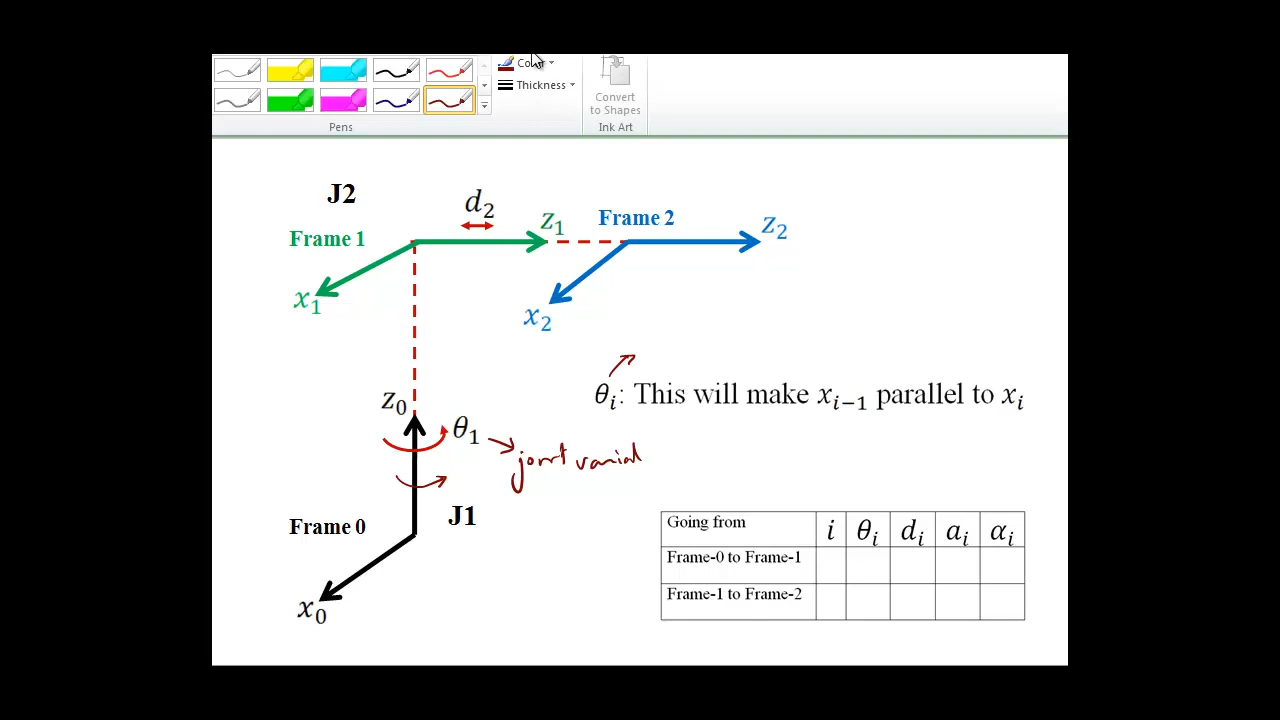 Color
Thickness
Convert
to Shapes
Pens
Ink Art
J2
d₂
Frame 1
z₁
Frame 2
z₂
x₁
x₂
θᵢ: This will make xᵢ₋₁ parallel to xᵢ
z₀
θ₁
joint variabl
Frame 0
J1
x₀
Going from i θᵢ dᵢ aᵢ αᵢ
Frame-0 to Frame-1
Frame-1 to Frame-2